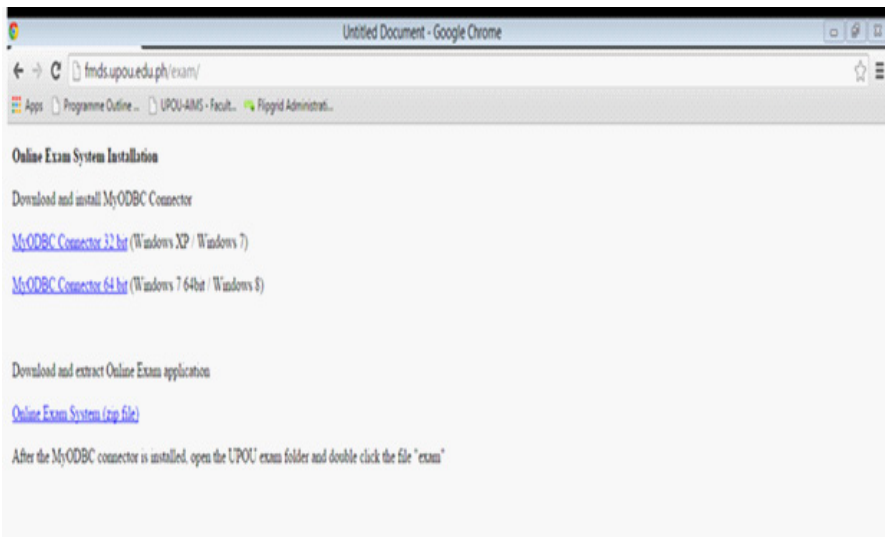 Untitled Document - Google Chrome
fmds.upou.edu.ph/exam/
Apps Programme Outline ... UPOU-AIMS - Facult... Flipgrid Administrati...
Online Exam System Installation
Download and install MyODBC Connector
MyODBC Connector 32 bit (Windows XP / Windows 7)
MyODBC Connector 64 bit (Windows 7 64bit / Windows 8)
Download and extract Online Exam application
Online Exam System (zip file)
After the MyODBC connector is installed, open the UPOU exam folder and double click the file "exam"